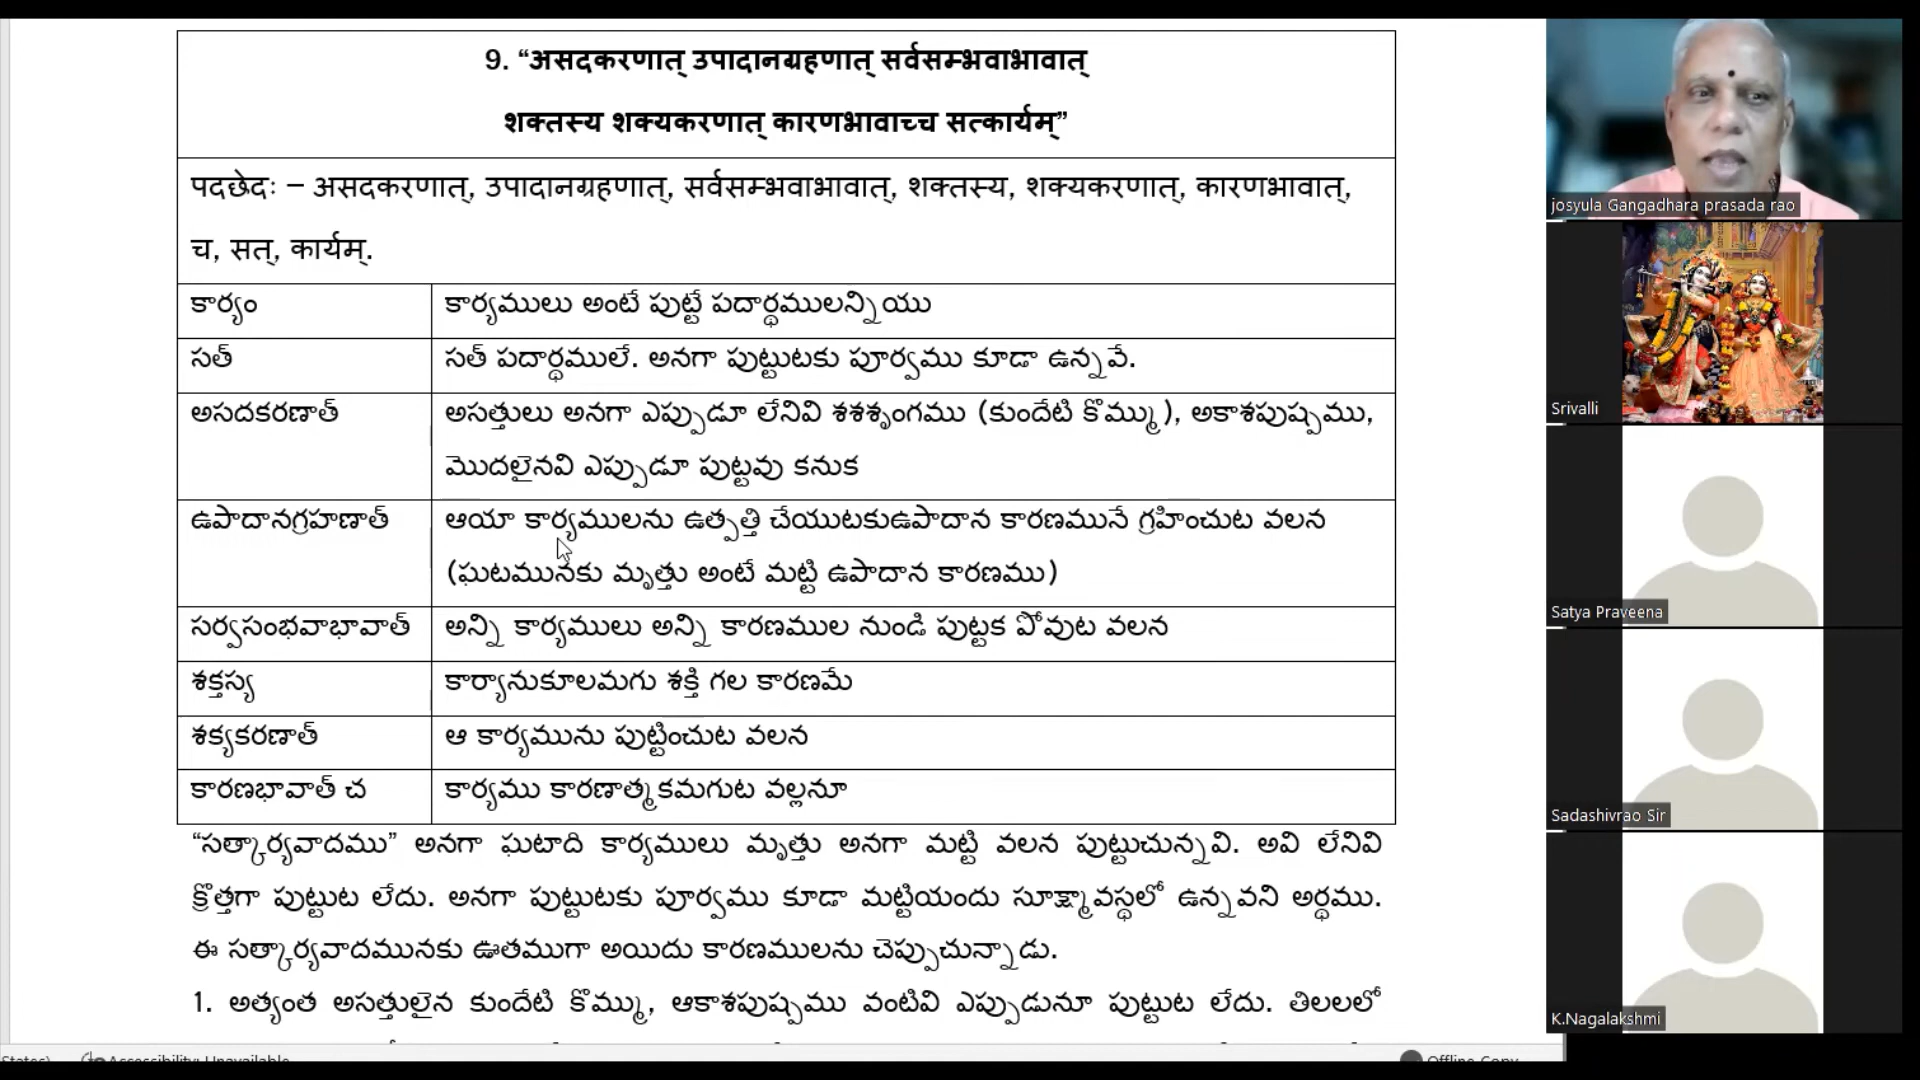 9. “असदकरणात् उपादानग्रहणात् सर्वसम्भवाभावात्
शक्तस्य शक्यकरणात् कारणभावाच्च सत्कार्यम्”
पदछेदः – असदकरणात्, उपादानग्रहणात्, सर्वसम्भवाभावात्, शक्तस्य, शक्यकरणात्, कारणभावात्,
च, सत्, कार्यम्.
కార్యం
కార్యములు అంటే పుట్టే పదార్థములన్నియు
సత్
సత్ పదార్థములే. అనగా పుట్టుటకు పూర్వము కూడా ఉన్నవే.
అసదకరణాత్
అసత్తులు అనగా ఎప్పుడూ లేనివి శశశృంగము (కుందేటి కొమ్ము), అకాశపుష్పము,
మొదలైనవి ఎప్పుడూ పుట్టవు కనుక
ఉపాదానగ్రహణాత్
ఆయా కార్యములను ఉత్పత్తి చేయుటకుఉపాదాన కారణమునే గ్రహించుట వలన
(ఘటమునకు మృత్తు అంటే మట్టి ఉపాదాన కారణము)
సర్వసంభవాభావాత్
అన్ని కార్యములు అన్ని కారణముల నుండి పుట్టక పోవుట వలన
శక్తస్య
కార్యానుకూలమగు శక్తి గల కారణమే
శక్యకరణాత్
ఆ కార్యమును పుట్టించుట వలన
కారణభావాత్ చ
కార్యము కారణాత్మకమగుట వల్లనూ
“సత్కార్యవాదము” అనగా ఘటాది కార్యములు మృత్తు అనగా మట్టి వలన పుట్టుచున్నవి. అవి లేనివి
క్రొత్తగా పుట్టుట లేదు. అనగా పుట్టుటకు పూర్వము కూడా మట్టియందు సూక్ష్మావస్థలో ఉన్నవని అర్థము.
ఈ సత్కార్యవాదమునకు ఊతముగా అయిదు కారణములను చెప్పుచున్నాడు.
1. అత్యంత అసత్తులైన కుందేటి కొమ్ము, ఆకాశపుష్పము వంటివి ఎప్పుడునూ పుట్టుట లేదు. తిలలలో
States)
Accessibility: Unavailable
Offline Copy
josyula Gangadhara prasada rao
Srivalli
Satya Praveena
Sadashivrao Sir
K.Nagalakshmi